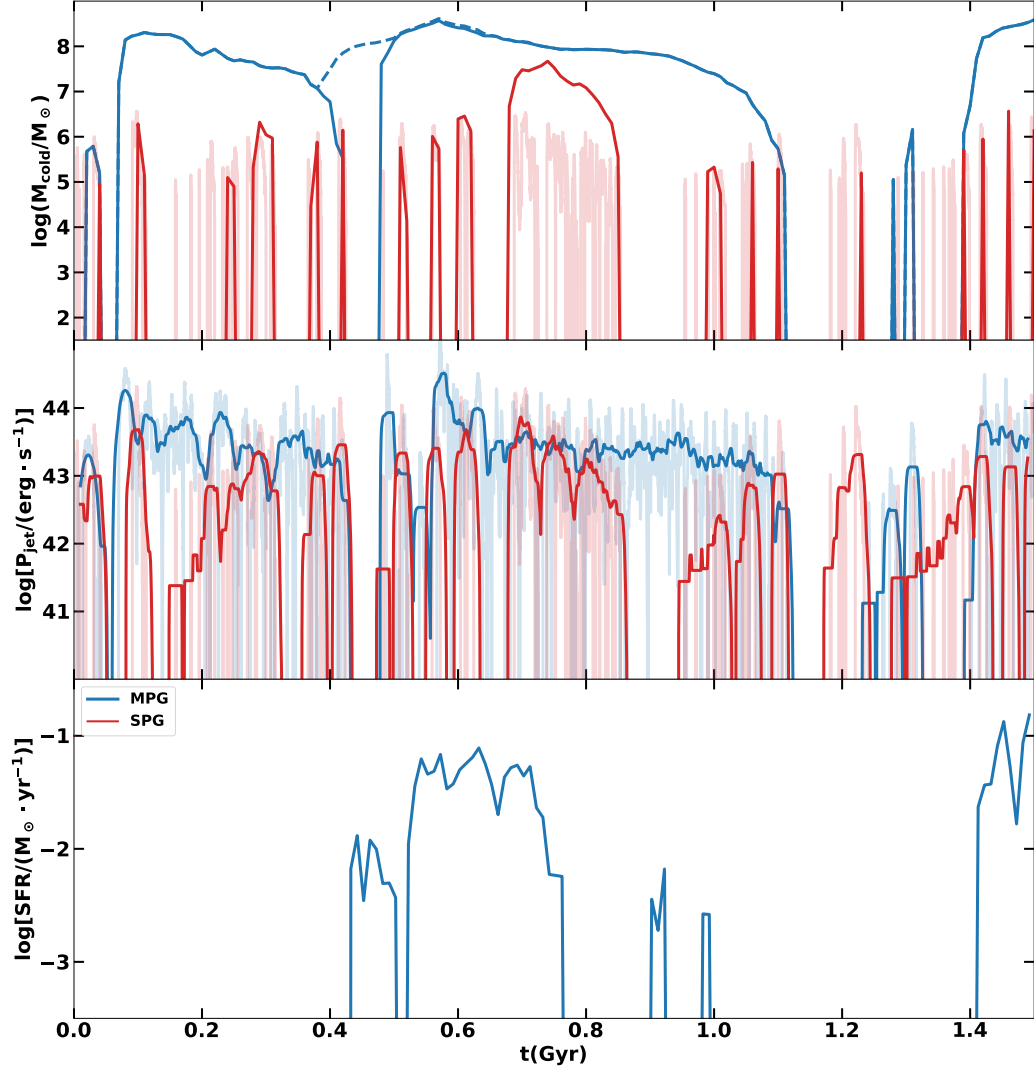 log(M_cold/M_⊙)
8
7
6
5
4
3
2
log[P_jet/(erg · s⁻¹)]
44
43
42
41
MPG
SPG
log[SFR/(M_⊙ · yr⁻¹)]
−1
−2
−3
0.0 0.2 0.4 0.6 0.8 1.0 1.2 1.4
t(Gyr)